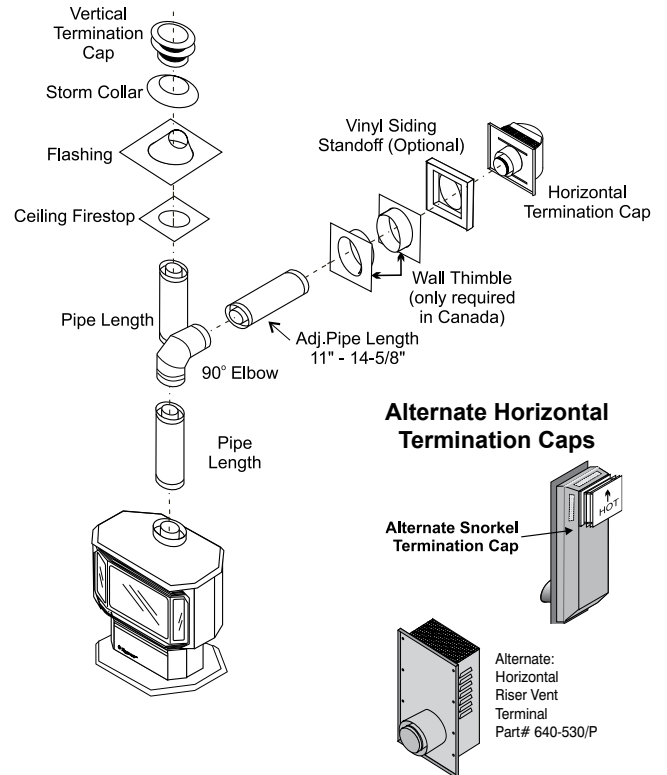 Vertical
Termination
Cap
Storm Collar
Flashing
Ceiling Firestop
Pipe Length
90° Elbow
Pipe
Length
Adj.Pipe Length
11" - 14-5/8"
Vinyl Siding
Standoff (Optional)
Horizontal
Termination Cap
Wall Thimble
(only required
in Canada)
Alternate Horizontal
Termination Caps
HOT
Alternate Snorkel
Termination Cap
Alternate:
Horizontal
Riser Vent
Terminal
Part# 640-530/P